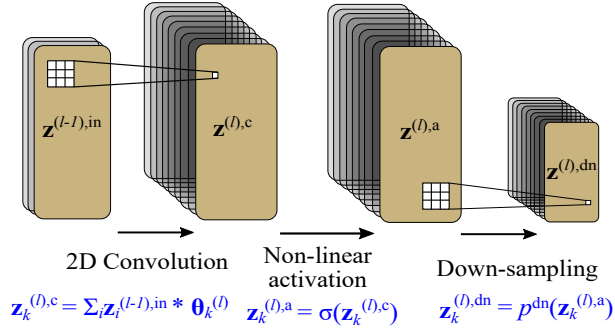 z^(l-1),in
z^(l),c
z^(l),a
z^(l),dn
2D Convolution
Non-linear
activation
Down-sampling
z_k^(l),c = Σ_i z_i^(l-1),in * θ_k^(l)
z_k^(l),a = σ(z_k^(l),c)
z_k^(l),dn = p^dn(z_k^(l),a)